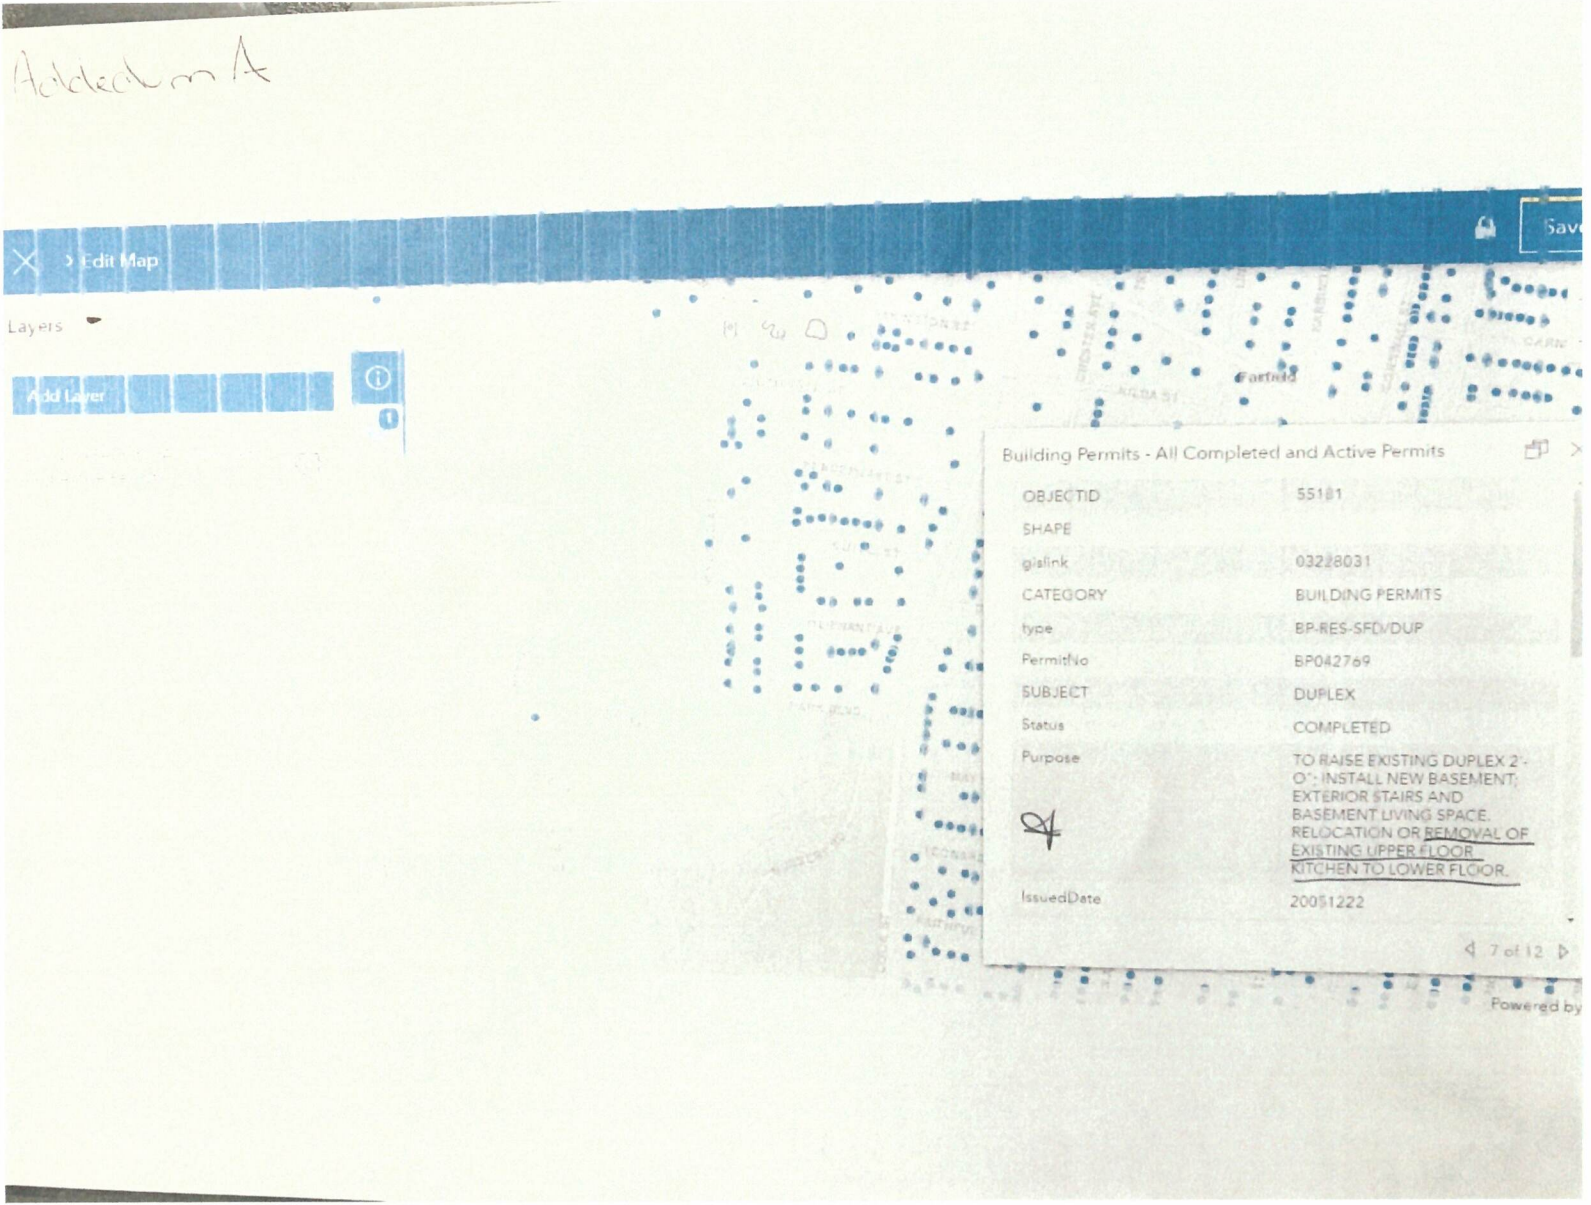 Addedum A
Edit Map
Save
Layers
Add Layer
Fairfield
Building Permits - All Completed and Active Permits
OBJECTID 55181
SHAPE
gislink 03228031
CATEGORY BUILDING PERMITS
type BP-RES-SFD/DUP
PermitNo BP042769
SUBJECT DUPLEX
Status COMPLETED
Purpose TO RAISE EXISTING DUPLEX 2'-
O"; INSTALL NEW BASEMENT;
EXTERIOR STAIRS AND
BASEMENT LIVING SPACE.
RELOCATION OR REMOVAL OF
EXISTING UPPER FLOOR
KITCHEN TO LOWER FLOOR.
IssuedDate 20051222
7 of 12
Powered by